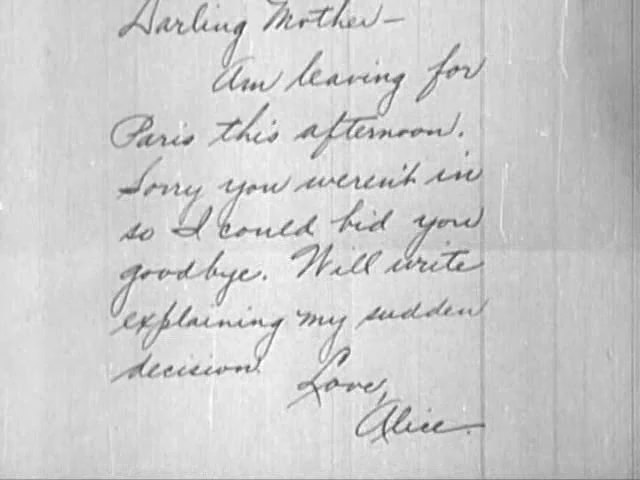 Darling Mother—
Am leaving for
Paris this afternoon.
Sorry you weren't in
so I could bid you
goodbye. Will write
explaining my sudden
decision.
Love,
Alice.